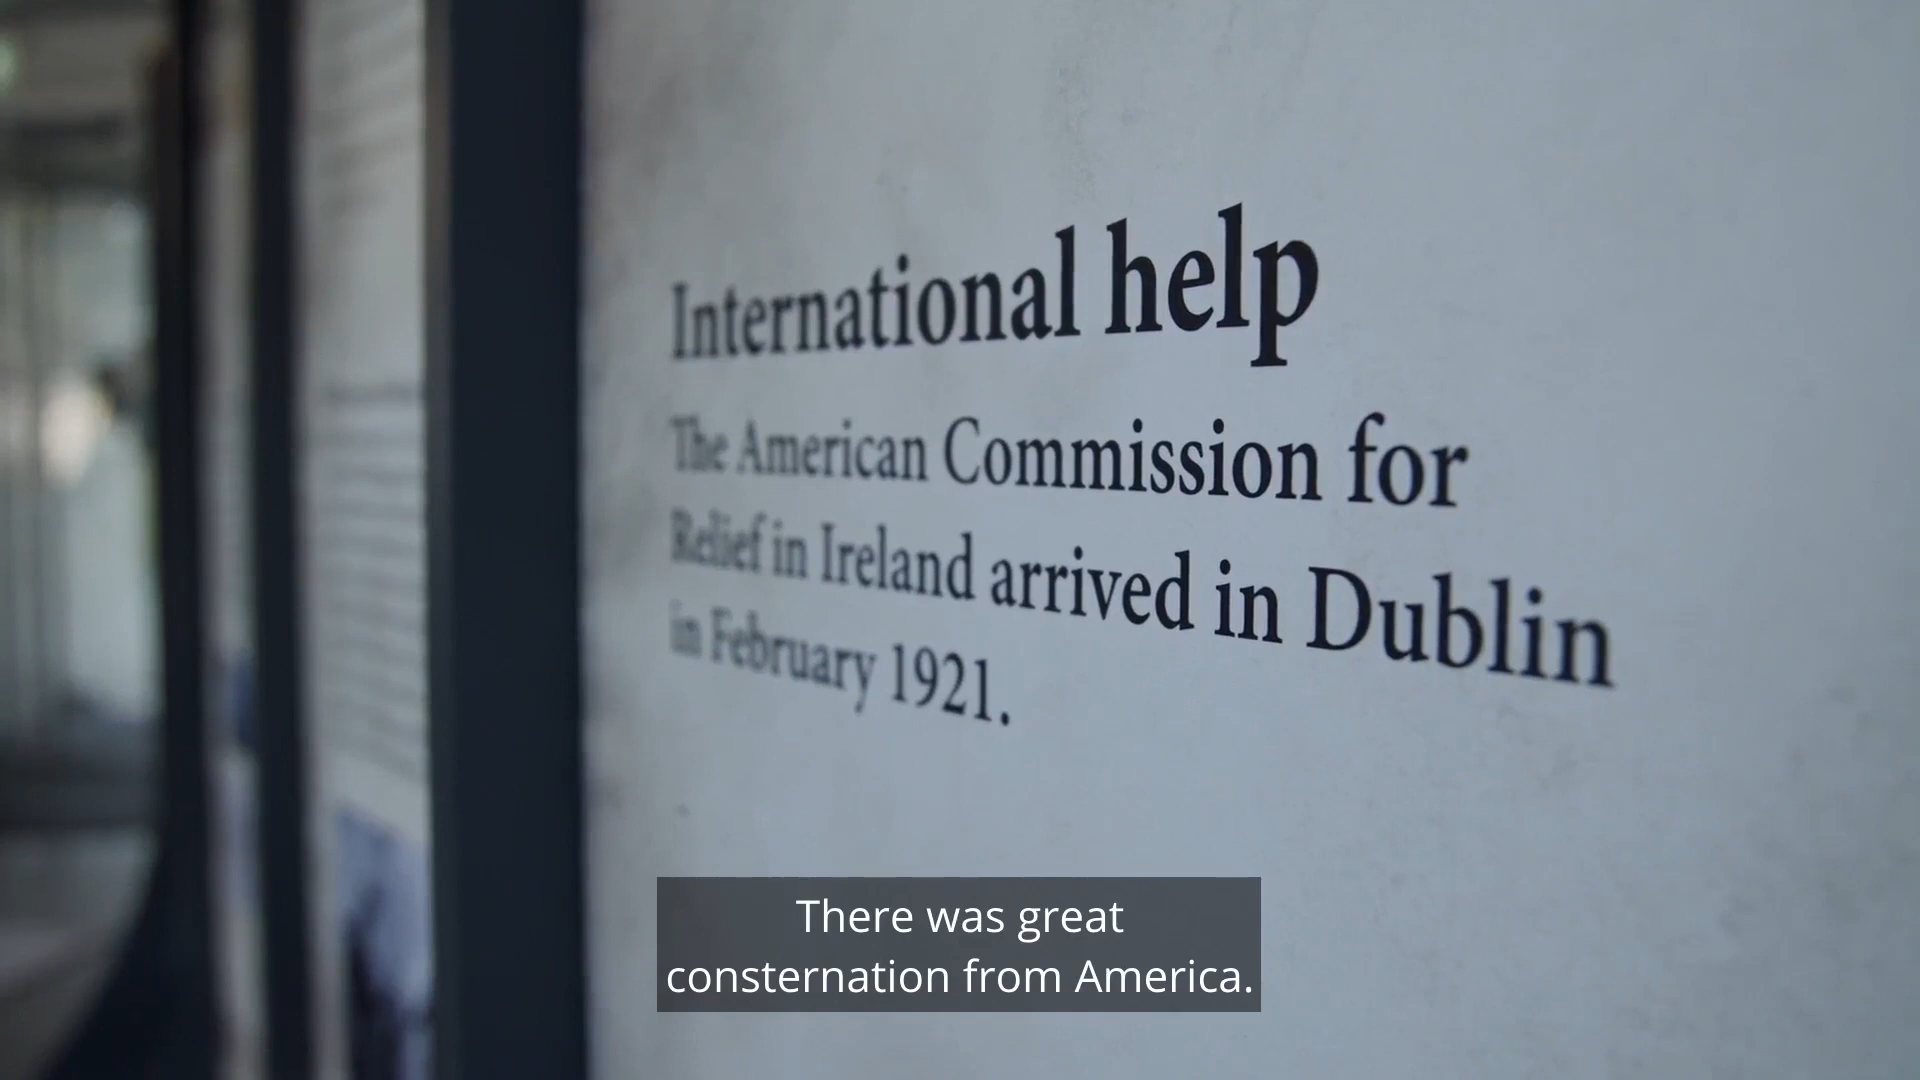 International help
The American Commission for
Relief in Ireland arrived in Dublin
in February 1921.
There was great
consternation from America.